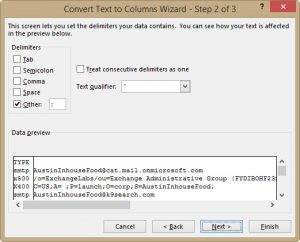 Convert Text to Columns Wizard - Step 2 of 3
This screen lets you set the delimiters your data contains. You can see how your text is affected
in the preview below.
Delimiters
Tab
Semicolon
Comma
Space
Other: :
Treat consecutive delimiters as one
Text qualifier: "
Data preview
TYPE
smtp AustinInhouseFood@cat.mail.onmicrosoft.com
x500 /o=ExchangeLabs/ou=Exchange Administrative Group (FYDIBOHF23
X400 C=US;A= ;P=launch;O=corp;S=AustinInhouseFood;
smtp AustinInhouseFood@k9search.com
Cancel < Back Next > Finish